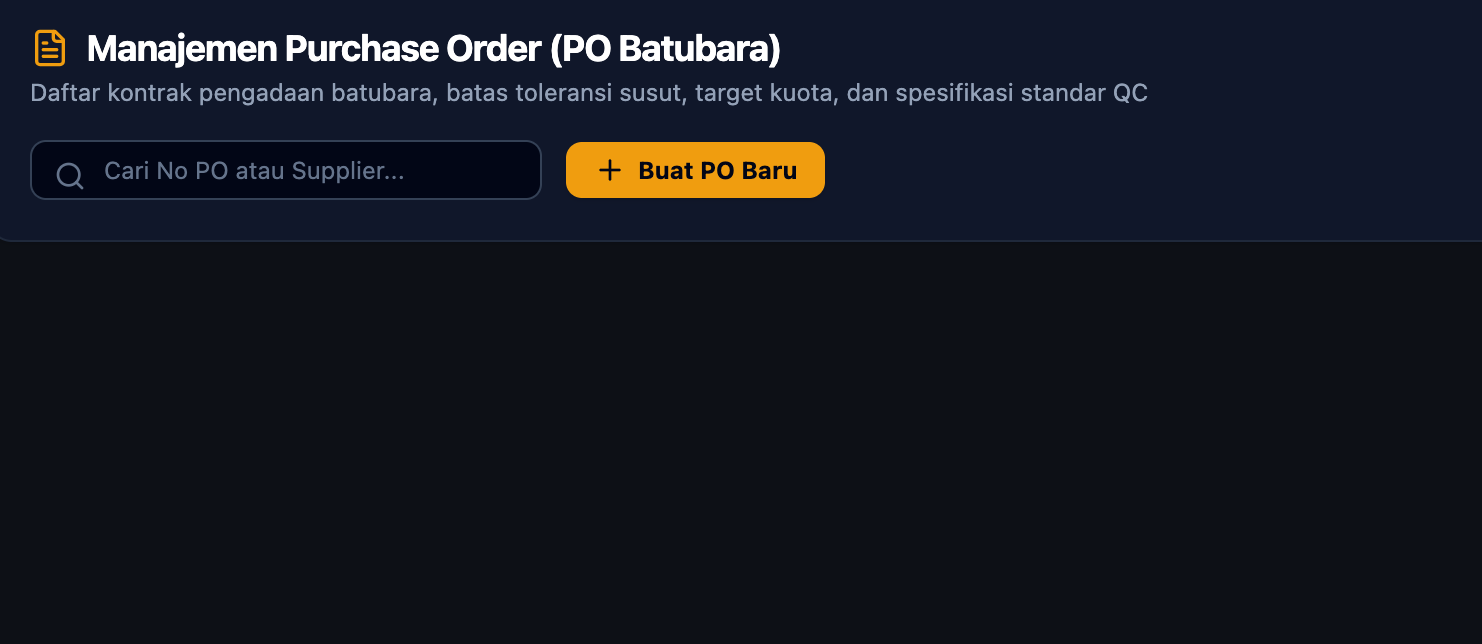 Manajemen Purchase Order (PO Batubara)
Daftar kontrak pengadaan batubara, batas toleransi susut, target kuota, dan spesifikasi standar QC
Cari No PO atau Supplier...
Buat PO Baru